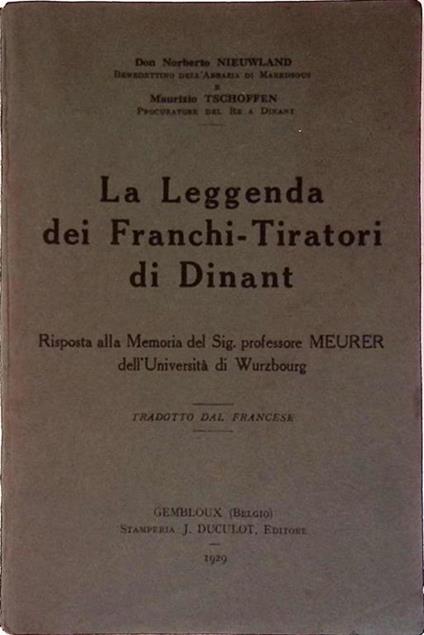 Don Norberto NIEUWLAND
BENEDETTINO DELL'ABBAZIA DI MAREDSOUS
E
Maurizio TSCHOFFEN
PROCURATORE DEL RE A DINANT
La Leggenda
dei Franchi-Tiratori
di Dinant
Risposta alla Memoria del Sig. professore MEURER
dell'Università di Wurzbourg
TRADOTTO DAL FRANCESE
GEMBLOUX (BELGIO)
STAMPERIA J. DUCULOT, EDITORE
1929